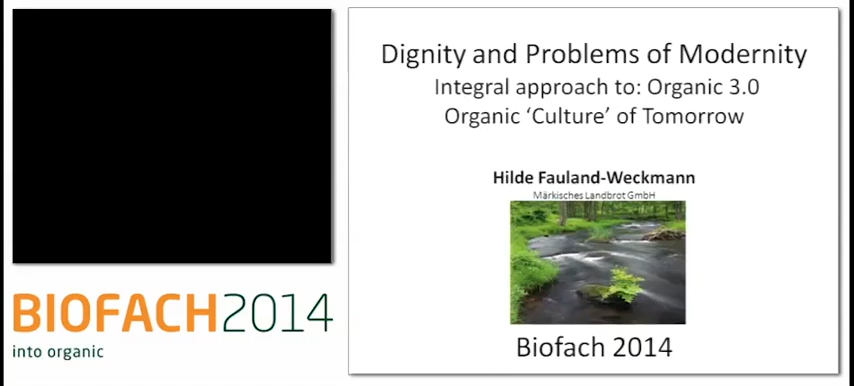 BIOFACH2014
into organic
Dignity and Problems of Modernity
Integral approach to: Organic 3.0
Organic ‘Culture’ of Tomorrow
Hilde Fauland-Weckmann
Märkisches Landbrot GmbH
Biofach 2014